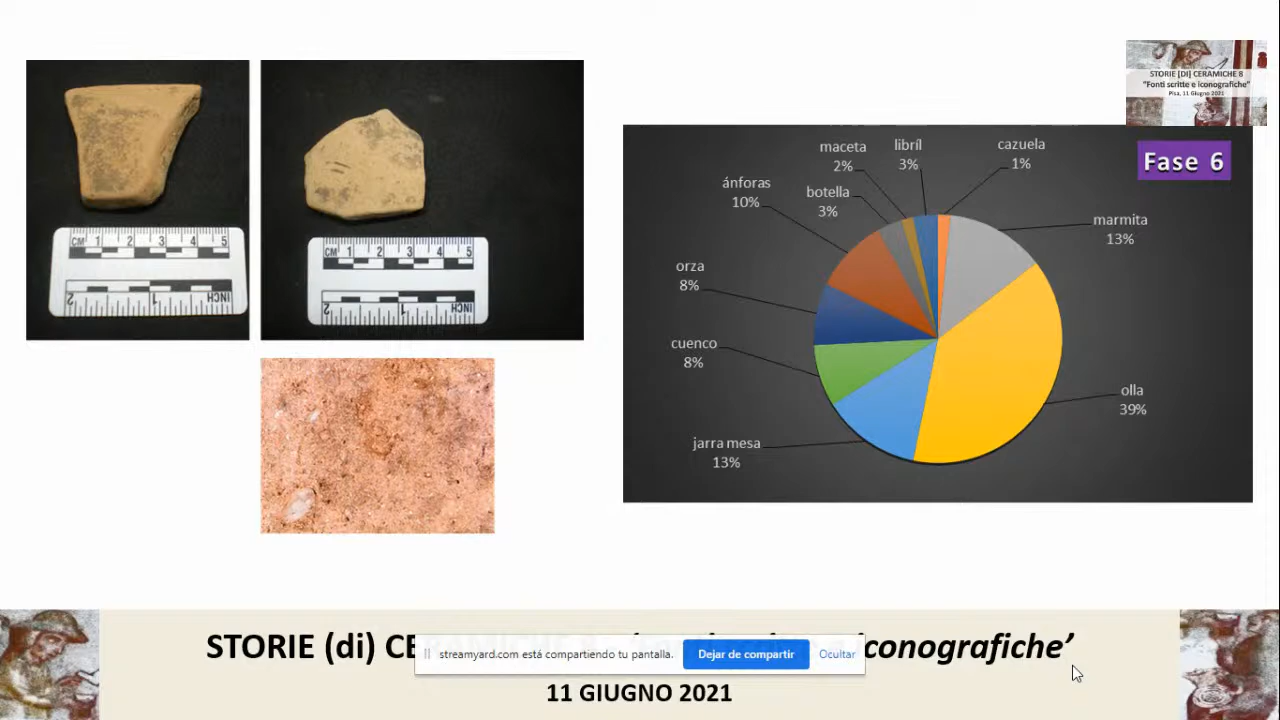 STORIE [DI] CERAMICHE 8
"Fonti scritte e iconografiche"
Pisa, 11 Giugno 2021
Fase 6
cazuela
1%
marmita
13%
olla
39%
jarra mesa
13%
cuenco
8%
orza
8%
ánforas
10%
botella
3%
maceta
2%
libríl
3%
CM 1 2 3 4 5
2 1 INCH
CM 1 2 3 4 5
2 1 INCH
STORIE (di) CE iconografiche’
streamyard.com está compartiendo tu pantalla. Dejar de compartir Ocultar
11 GIUGNO 2021